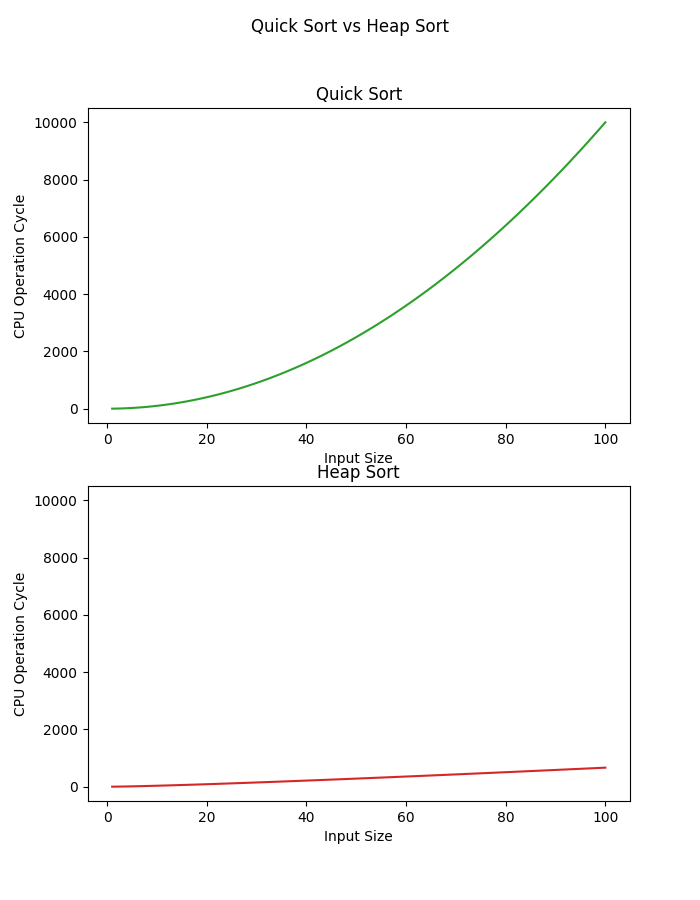 Quick Sort vs Heap Sort
Quick Sort
10000
8000
6000
4000
2000
0
CPU Operation Cycle
0 20 40 60 80 100
Input Size
Heap Sort
10000
8000
6000
4000
2000
0
CPU Operation Cycle
0 20 40 60 80 100
Input Size